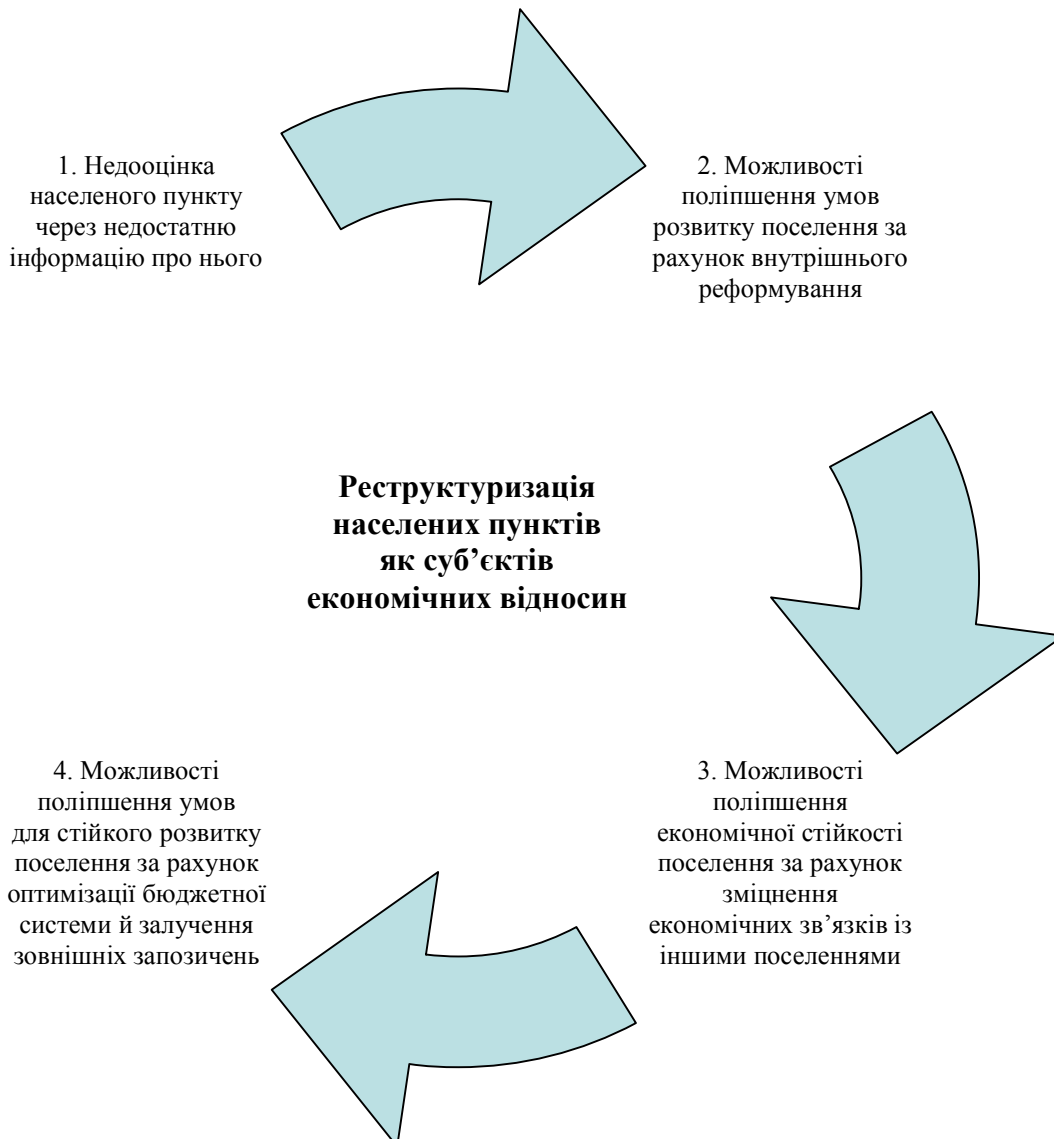 1. Недооцінка
населеного пункту
через недостатню
інформацію про нього
2. Можливості
поліпшення умов
розвитку поселення за
рахунок внутрішнього
реформування
Реструктуризація
населених пунктів
як суб’єктів
економічних відносин
3. Можливості
поліпшення
економічної стійкості
поселення за рахунок
зміцнення
економічних зв’язків із
іншими поселеннями
4. Можливості
поліпшення умов
для стійкого розвитку
поселення за рахунок
оптимізації бюджетної
системи й залучення
зовнішніх запозичень